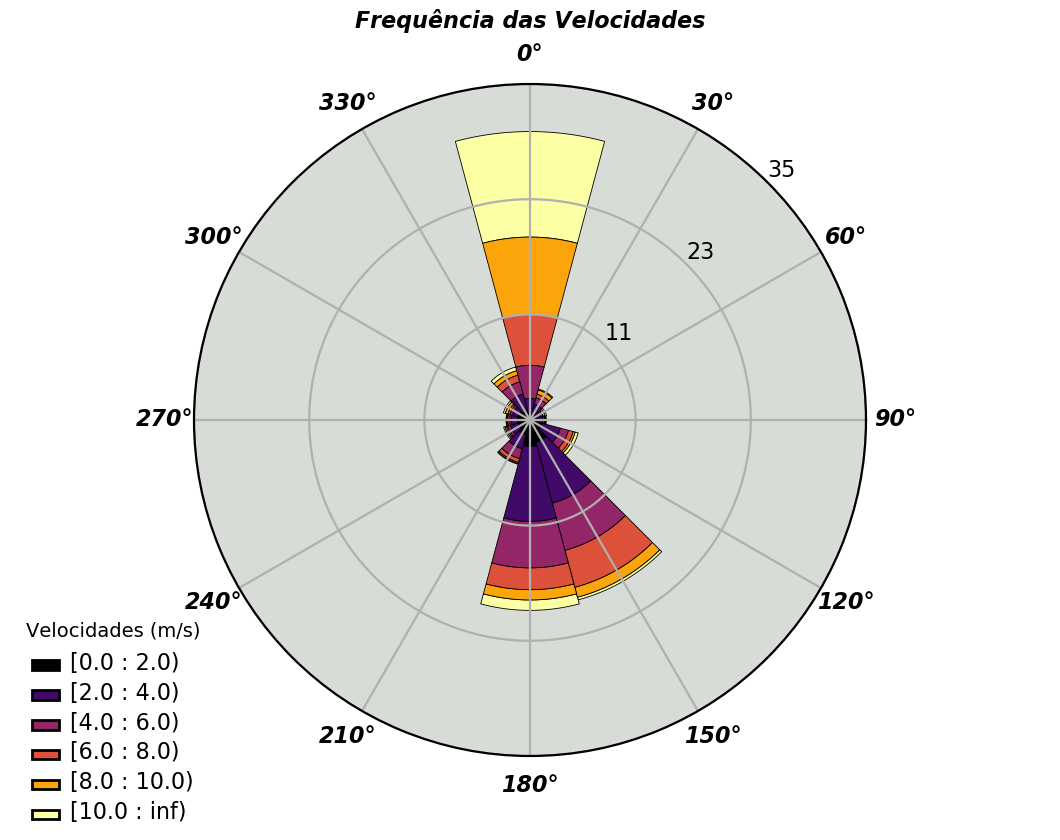 Frequência das Velocidades
0°
330°
30°
35
300°
60°
23
11
270°
90°
240°
120°
210°
150°
180°
Velocidades (m/s)
[0.0 : 2.0)
[2.0 : 4.0)
[4.0 : 6.0)
[6.0 : 8.0)
[8.0 : 10.0)
[10.0 : inf)